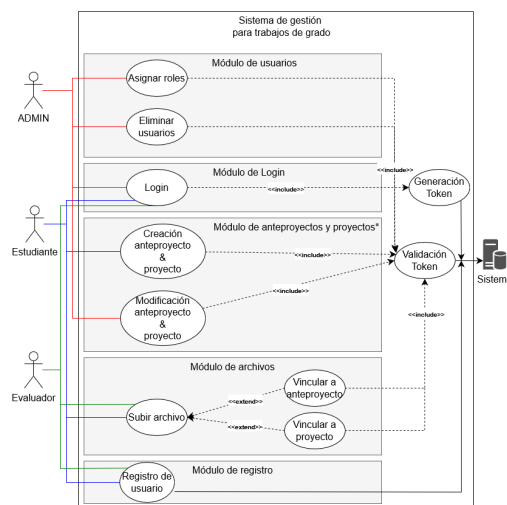 Sistema de gestión
para trabajos de grado
Módulo de usuarios
Asignar roles
ADMIN
Eliminar
usuarios
<<include>>
Módulo de Login
Login
<<include>>
Generación
Token
Módulo de anteproyectos y proyectos*
Estudiante
Creación
anteproyecto
&
proyecto
<<include>>
Validación
Token
Sistem
Modificación
anteproyecto
&
proyecto
<<include>>
<<include>>
Módulo de archivos
Evaluador
Vincular a
anteproyecto
<<extend>>
Subir archivo
<<extend>>
Vincular a
proyecto
Módulo de registro
Registro de
usuario